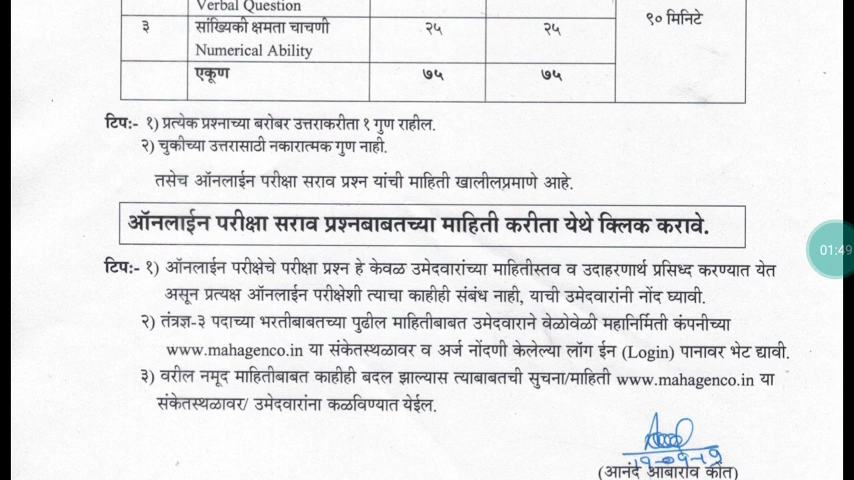 Verbal Question
३ सांख्यिकी क्षमता चाचणी २५ २५ ९० मिनिटे
Numerical Ability
एकूण ७५ ७५
टिपः- १) प्रत्येक प्रश्नाच्या बरोबर उत्तराकरीता १ गुण राहील.
२) चुकीच्या उत्तरासाठी नकारात्मक गुण नाही.
तसेच ऑनलाईन परीक्षा सराव प्रश्न यांची माहिती खालीलप्रमाणे आहे.
ऑनलाईन परीक्षा सराव प्रश्नबाबतच्या माहिती करीता येथे क्लिक करावे.
01:49
टिपः- १) ऑनलाईन परीक्षेचे परीक्षा प्रश्न हे केवळ उमेदवारांच्या माहितीस्तव व उदाहरणार्थ प्रसिध्द करण्यात येत
असून प्रत्यक्ष ऑनलाईन परीक्षेशी त्याचा काहीही संबंध नाही, याची उमेदवारांनी नोंद घ्यावी.
२) तंत्रज्ञ-३ पदाच्या भरतीबाबतच्या पुढील माहितीबाबत उमेदवाराने वेळोवेळी महानिर्मिती कंपनीच्या
www.mahagenco.in या संकेतस्थळावर व अर्ज नोंदणी केलेल्या लॉग ईन (Login) पानावर भेट द्यावी.
३) वरील नमूद माहितीबाबत काहीही बदल झाल्यास त्याबाबतची सुचना/माहिती www.mahagenco.in या
संकेतस्थळावर/ उमेदवारांना कळविण्यात येईल.
(आनंद आबाराव कोंत)